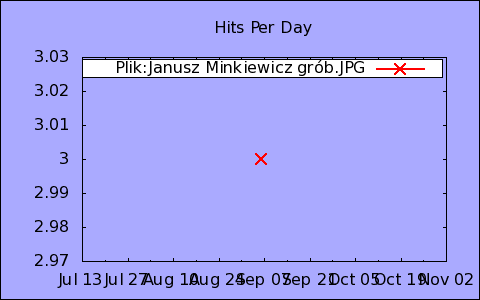 Hits Per Day
3.03
Plik:Janusz Minkiewicz grób.JPG
3.02
3.01
3
2.99
2.98
2.97
Jul 13 Jul 27 Aug 10 Aug 24 Sep 07 Sep 21 Oct 05 Oct 19 Nov 02